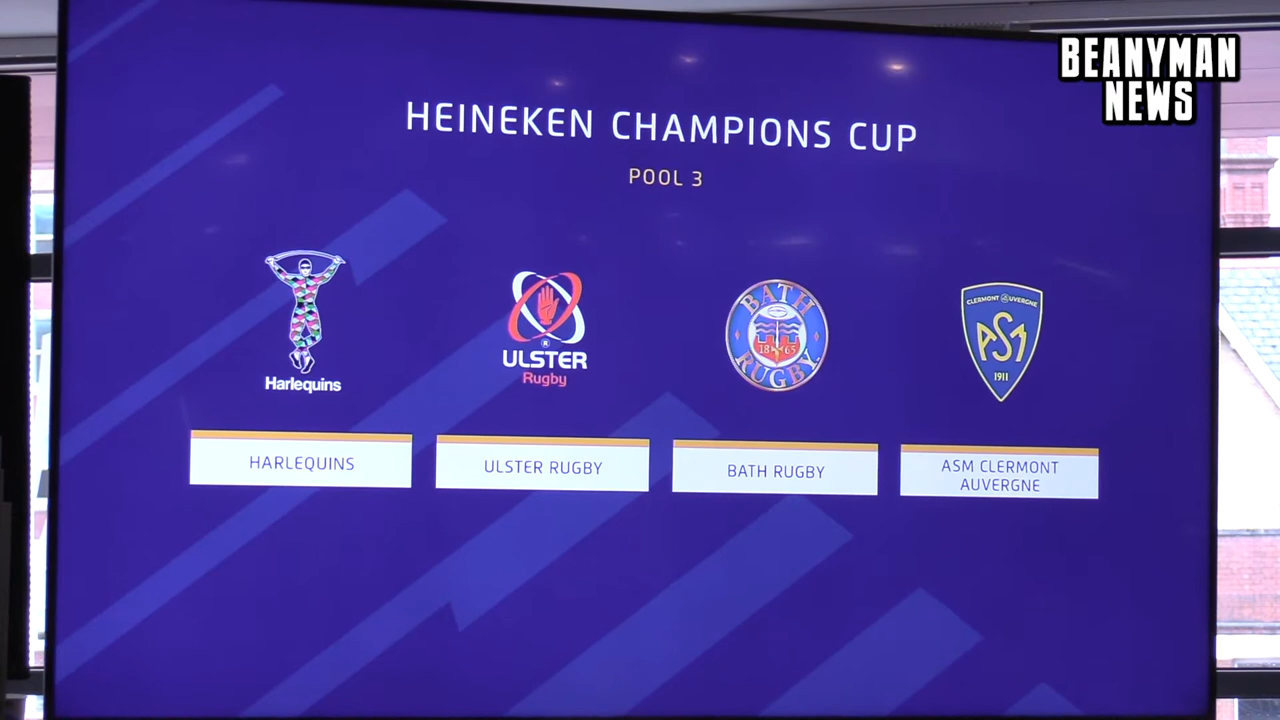 BEANYMAN
NEWS
HEINEKEN CHAMPIONS CUP
POOL 3
Harlequins
ULSTER
Rugby
BATH
RUGBY
1865
CLERMONT AUVERGNE
ASM
1911
HARLEQUINS
ULSTER RUGBY
BATH RUGBY
ASM CLERMONT
AUVERGNE